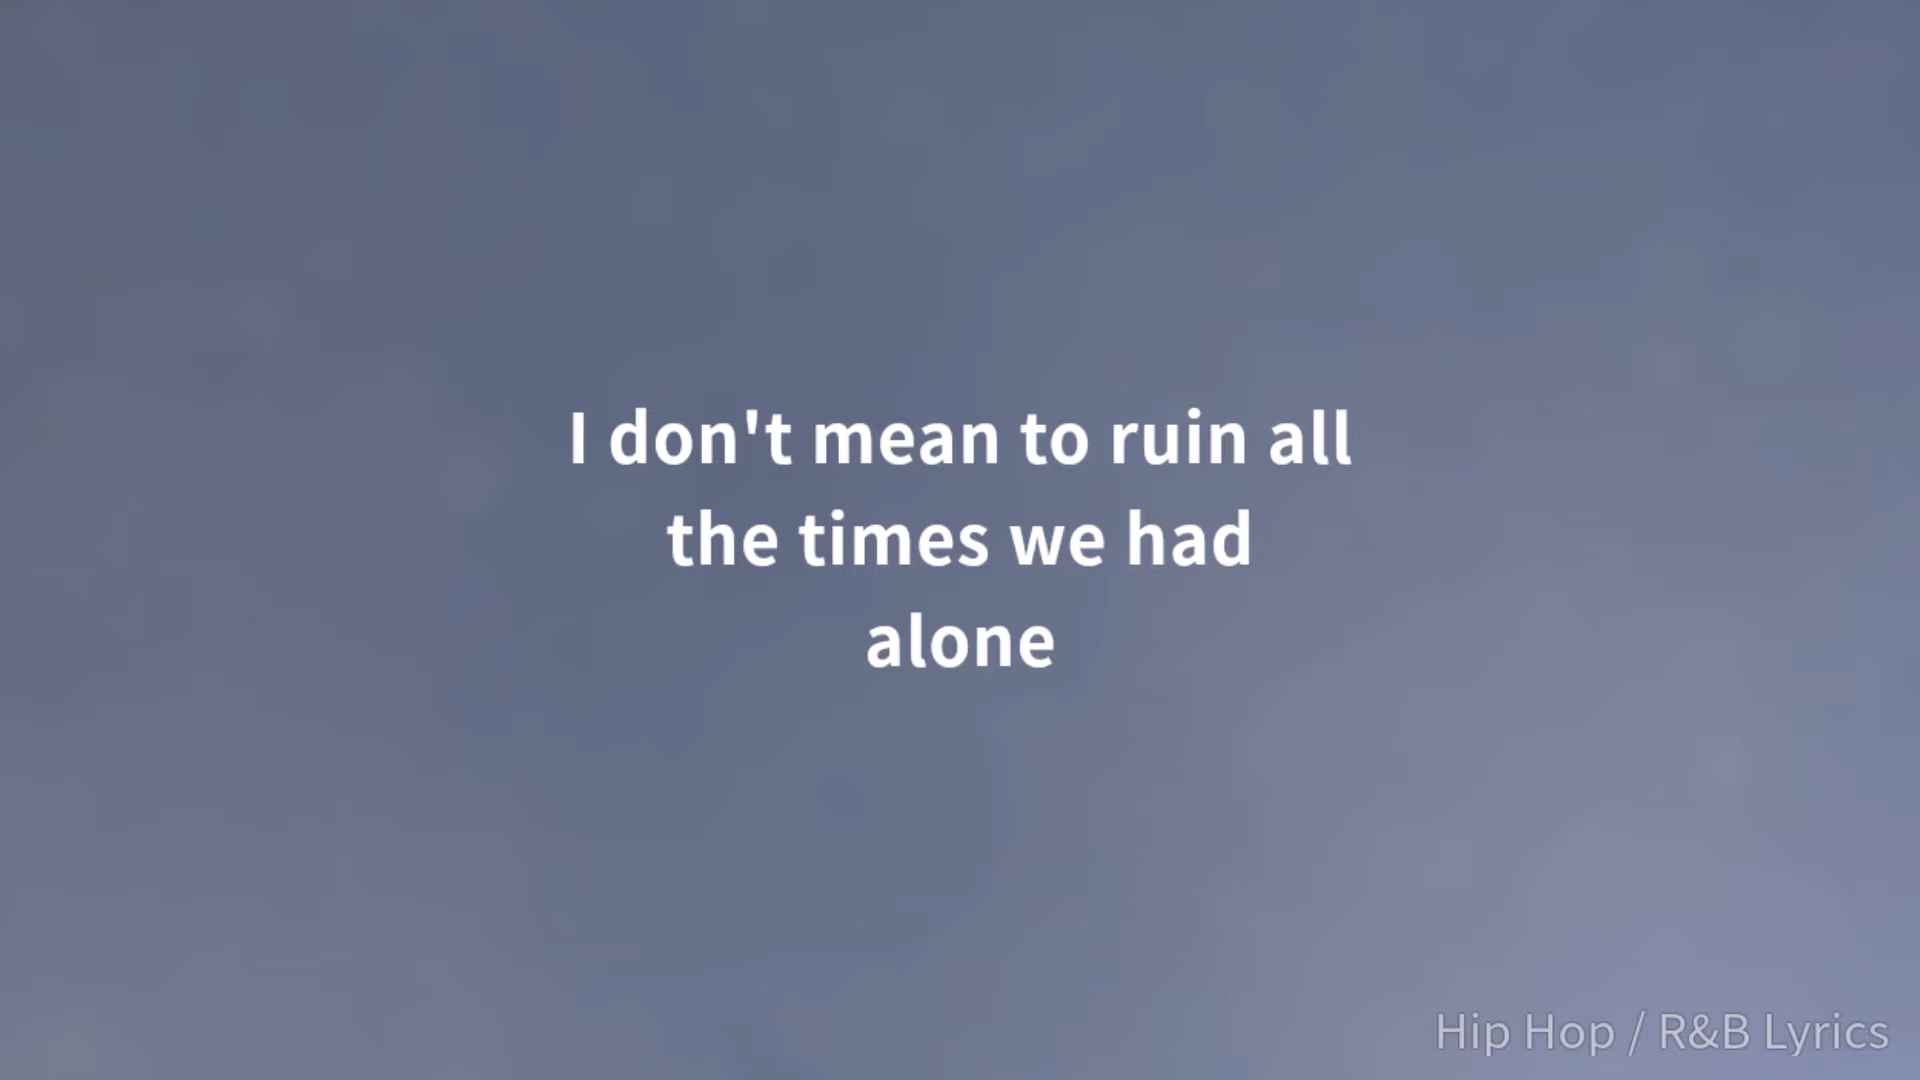 I don't mean to ruin all
the times we had
alone
Hip Hop / R&B Lyrics